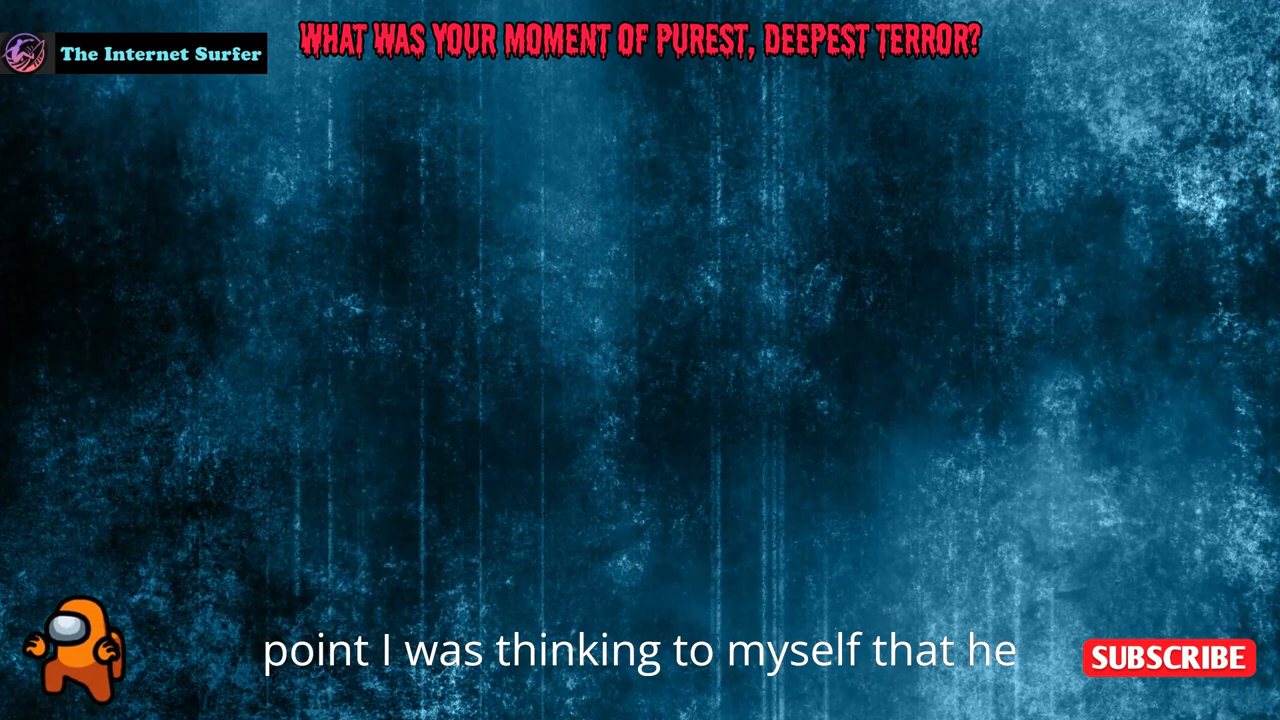 WHAT WAS YOUR MOMENT OF PUREST, DEEPEST TERROR?
The Internet Surfer
point I was thinking to myself that he
SUBSCRIBE